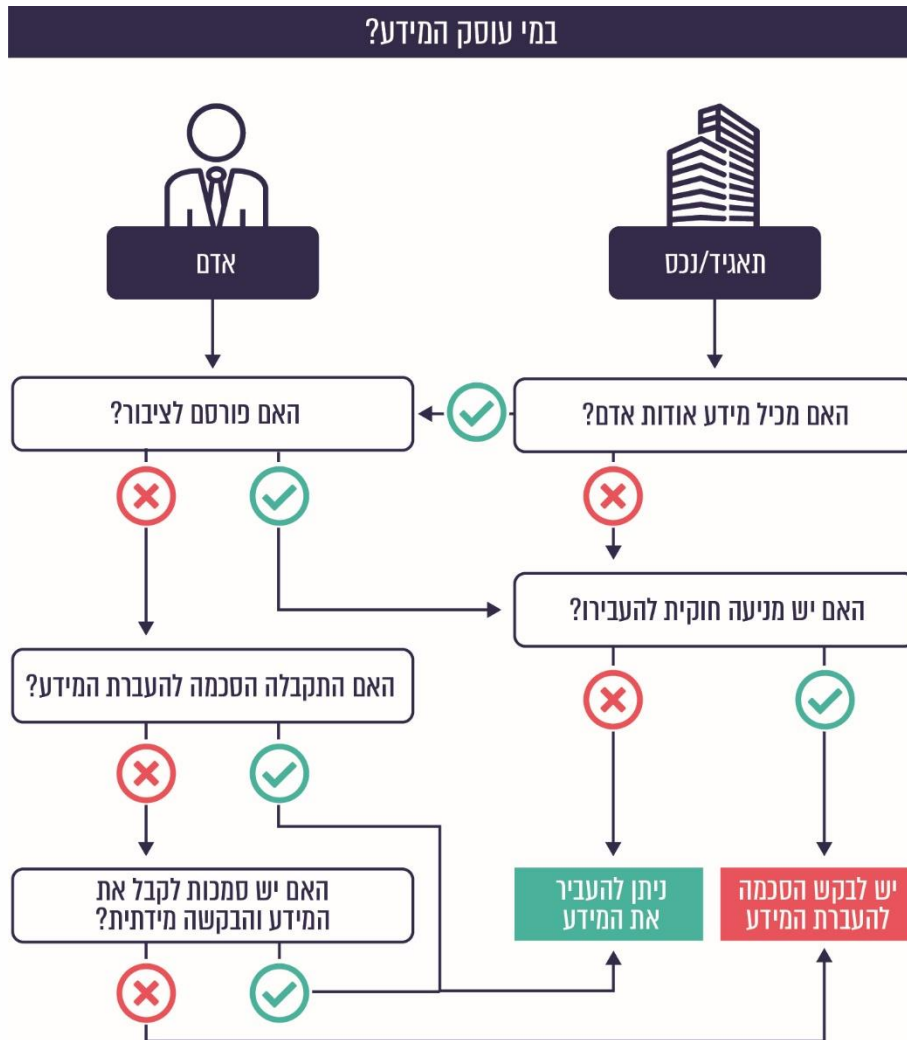 במי עוסק המידע?
תאגיד/נכס
אדם
האם מכיל מידע אודות אדם?
האם פורסם לציבור?
האם יש מניעה חוקית להעבירו?
האם התקבלה הסכמה להעברת המידע?
יש לבקש הסכמה
להעברת המידע
ניתן להעביר
את המידע
האם יש סמכות לקבל את
המידע והבקשה מידתית?